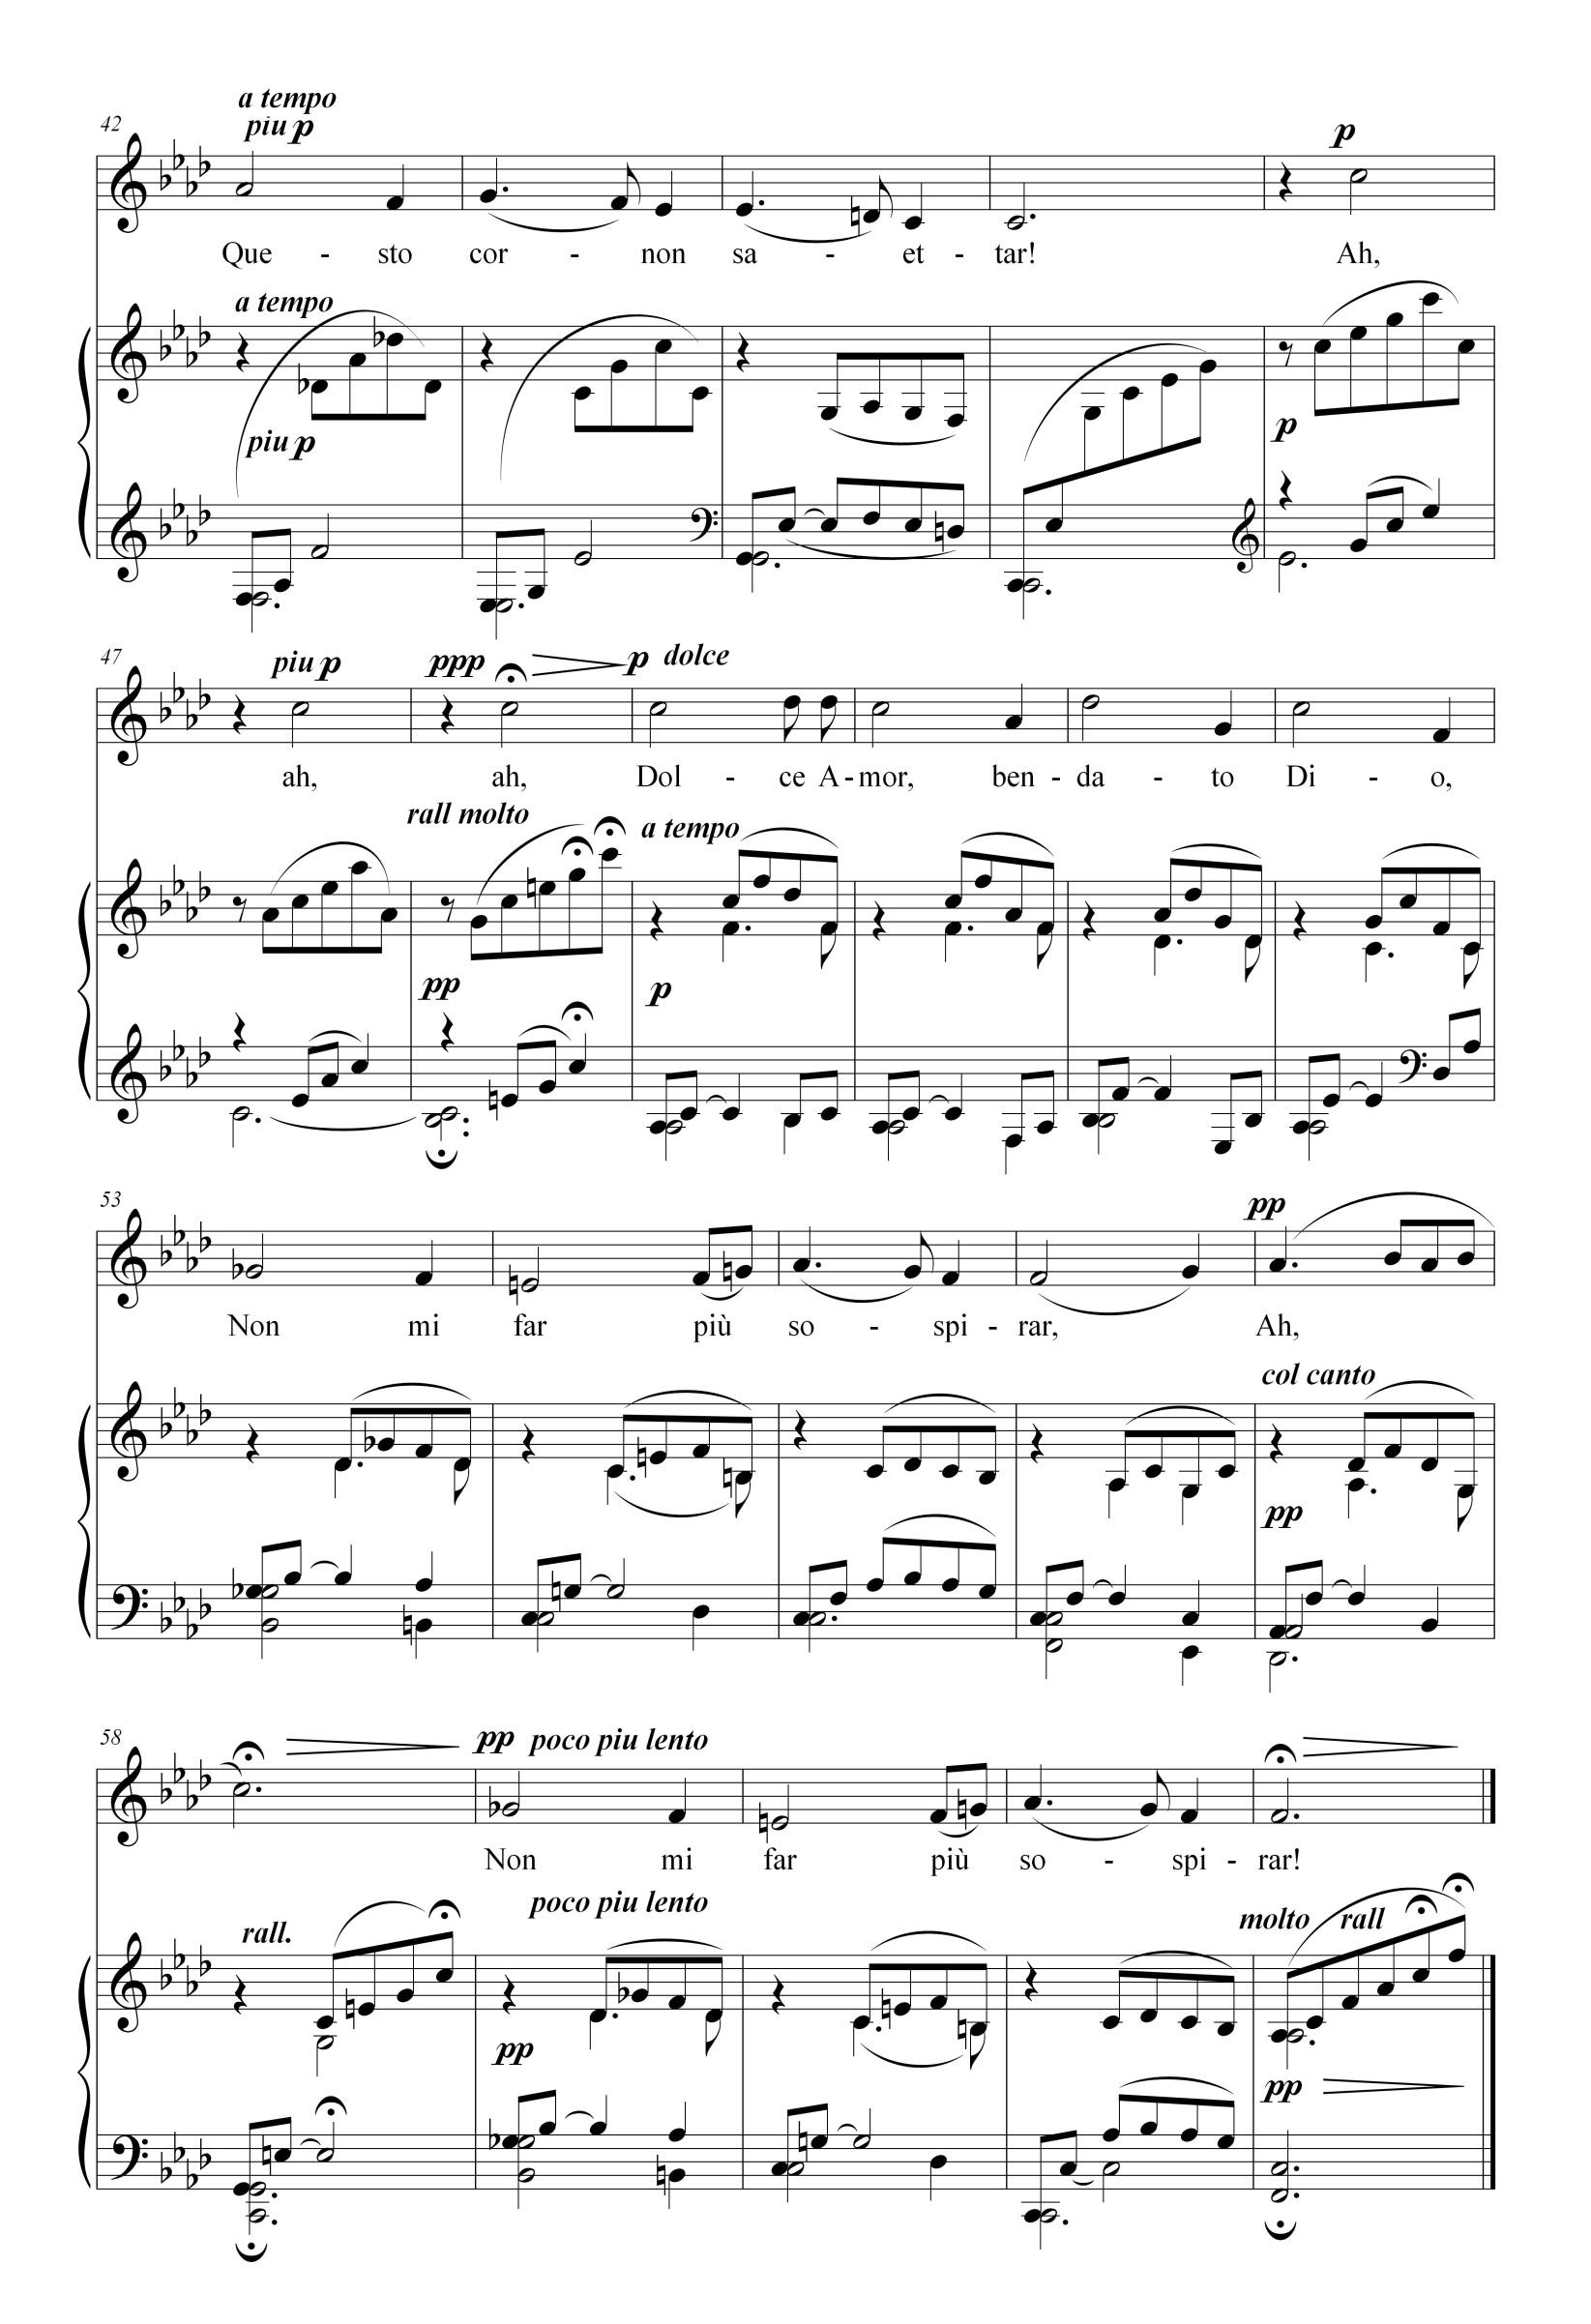 a tempo
42
piu p
Que - sto cor - non sa - et - tar! Ah,
p
a tempo
piu p
p
47
piu p ppp p dolce
ah, ah, Dol - ce A - mor, ben - da - to Di - o,
rall molto a tempo
pp p
53
pp
Non mi far più so - spi - rar, Ah,
col canto
pp
58
pp poco piu lento
Non mi far più so - spi - rar!
rall. poco piu lento molto rall
pp pp